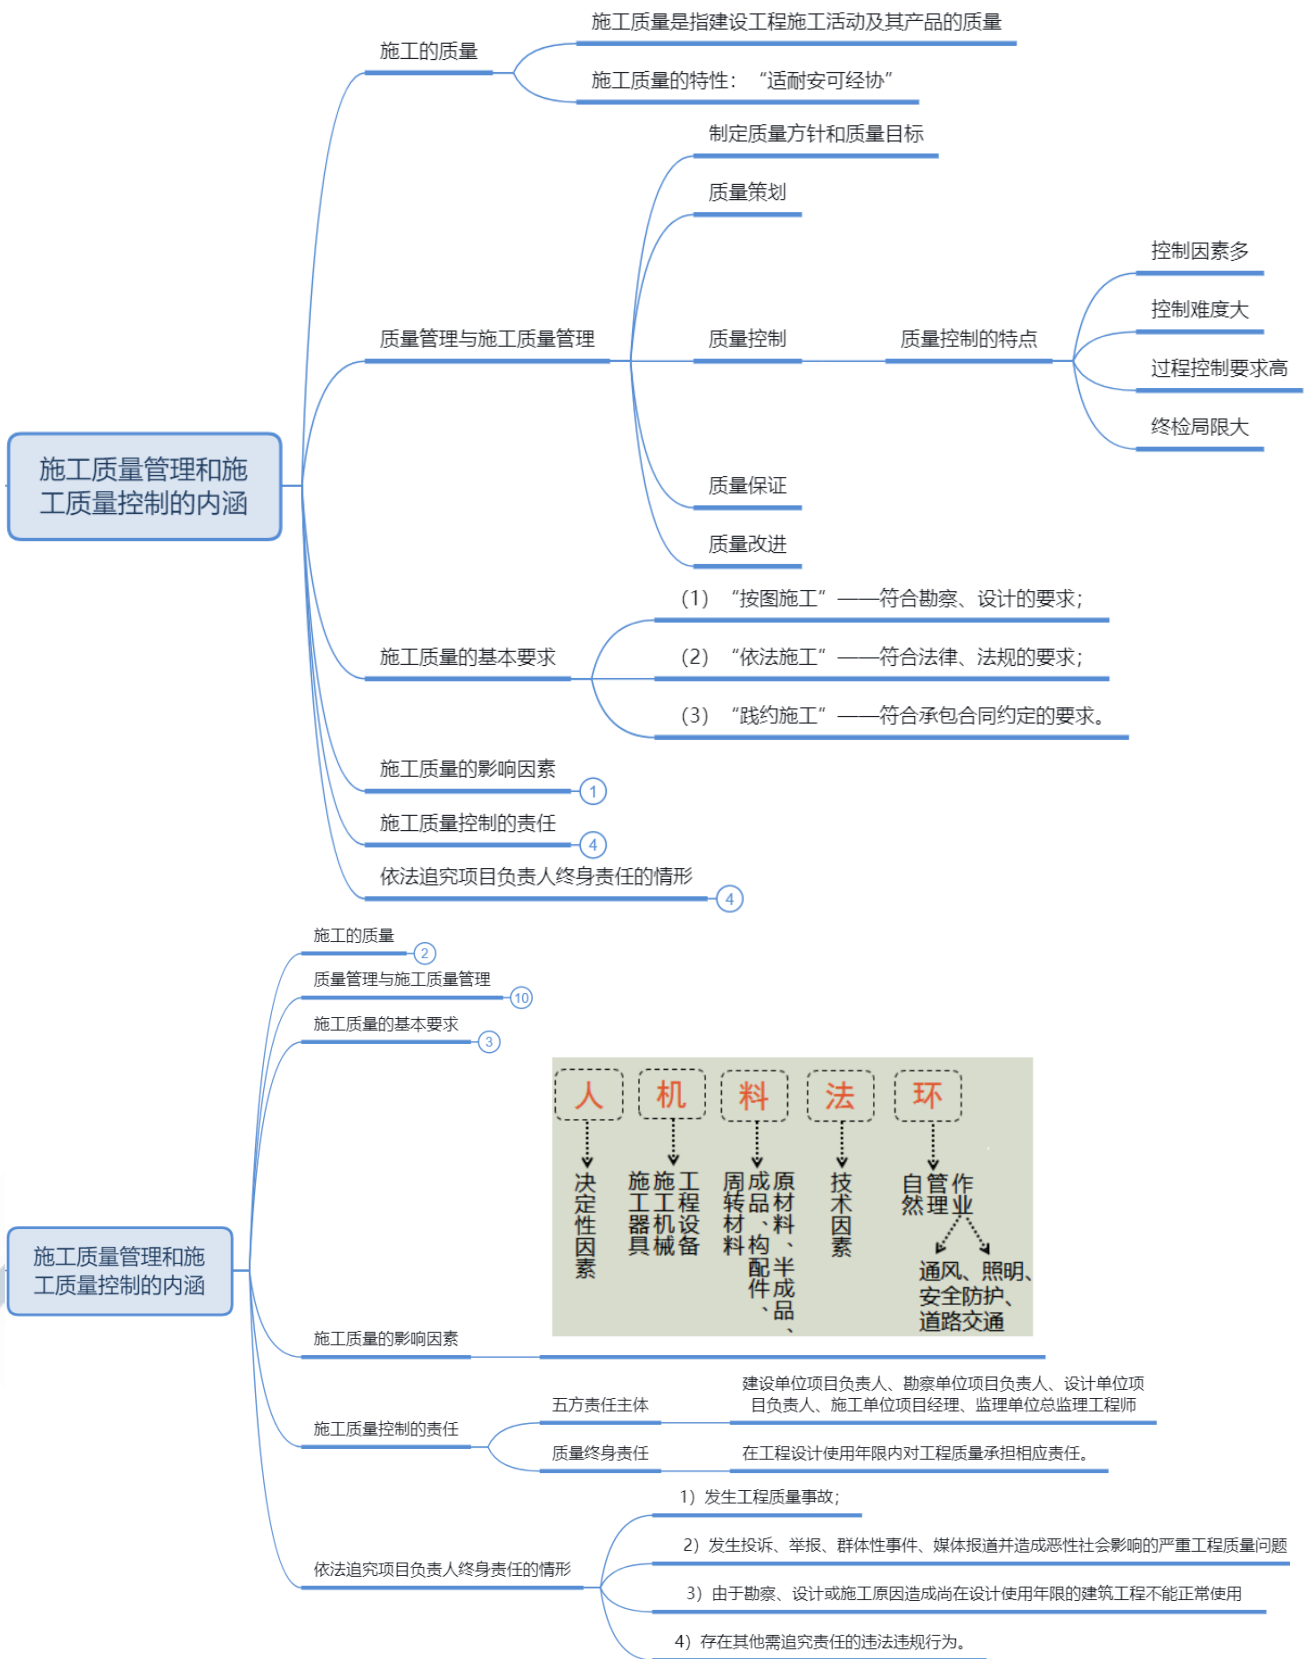 施工质量管理和施
工质量控制的内涵
施工的质量
施工质量是指建设工程施工活动及其产品的质量
施工质量的特性：“适耐安可经协”
质量管理与施工质量管理
制定质量方针和质量目标
质量策划
质量控制
质量控制的特点
控制因素多
控制难度大
过程控制要求高
终检局限大
质量保证
质量改进
施工质量的基本要求
（1）“按图施工”——符合勘察、设计的要求；
（2）“依法施工”——符合法律、法规的要求；
（3）“践约施工”——符合承包合同约定的要求。
施工质量的影响因素
1
施工质量控制的责任
4
依法追究项目负责人终身责任的情形
4
施工质量管理和施
工质量控制的内涵
施工的质量
2
质量管理与施工质量管理
10
施工质量的基本要求
3
施工质量的影响因素
人
机
料
法
环
决定性因素
工程设备
施工机械
施工器具
原材料、半成品、
成品、构配件、
周转材料
技术因素
作业
管理
自然
通风、照明、
安全防护、
道路交通
施工质量控制的责任
五方责任主体
建设单位项目负责人、勘察单位项目负责人、设计单位项
目负责人、施工单位项目经理、监理单位总监理工程师
质量终身责任
在工程设计使用年限内对工程质量承担相应责任。
依法追究项目负责人终身责任的情形
1）发生工程质量事故；
2）发生投诉、举报、群体性事件、媒体报道并造成恶性社会影响的严重工程质量问题
3）由于勘察、设计或施工原因造成尚在设计使用年限的建筑工程不能正常使用
4）存在其他需追究责任的违法违规行为。